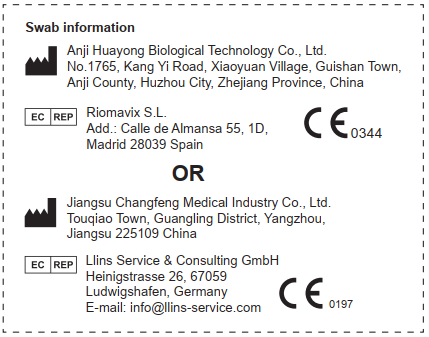 Swab information
Anji Huayong Biological Technology Co., Ltd.
No.1765, Kang Yi Road, Xiaoyuan Village, Guishan Town,
Anji County, Huzhou City, Zhejiang Province, China
EC REP
Riomavix S.L.
Add.: Calle de Almansa 55, 1D,
Madrid 28039 Spain
CE 0344
OR
Jiangsu Changfeng Medical Industry Co., Ltd.
Touqiao Town, Guangling District, Yangzhou,
Jiangsu 225109 China
EC REP
Llins Service & Consulting GmbH
Heinigstrasse 26, 67059
Ludwigshafen, Germany
E-mail: info@llins-service.com
CE 0197